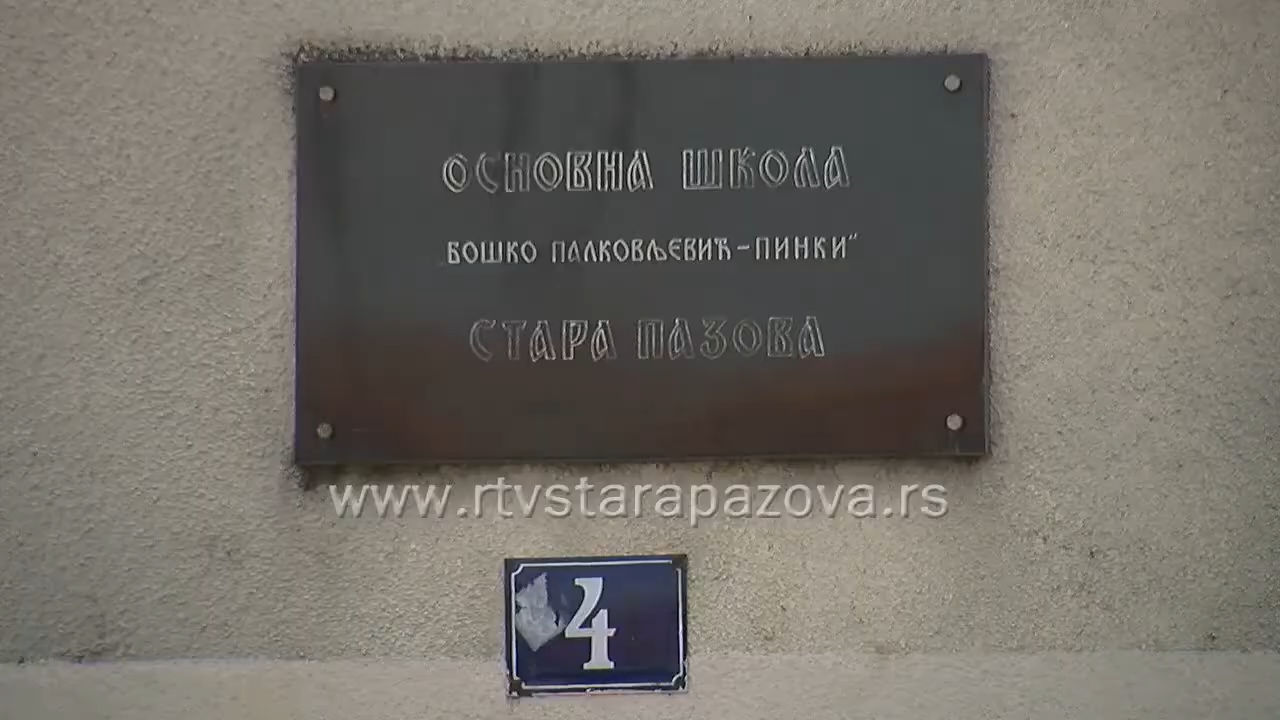 ОСНОВНА ШКОЛА
„БОШКО ПАЛКОВЉЕВИЋ-ПИНКИ"
СТАРА ПАЗОВА
www.rtvstarapazova.rs
4